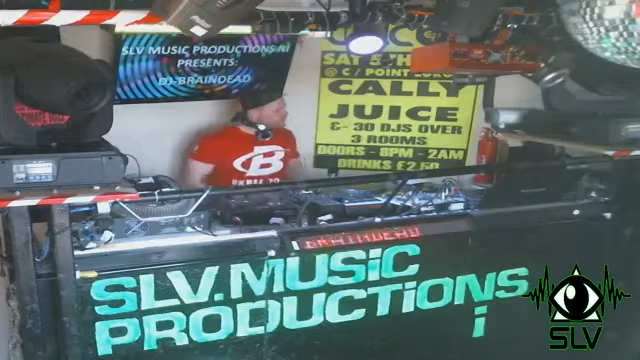 SLV MUSIC PRODUCTIONS NI
PRESENTS:
DJ-BRAINDEAD
SAT 5TH
@ C / POINT
CALLY
JUICE
&- 30 DJS OVER
3 ROOMS
DOORS - 8PM - 2AM
DRINKS £2.50
B
BRAINDEAD
SLV.MUSiC
PRODUCTiONS
i
SLV